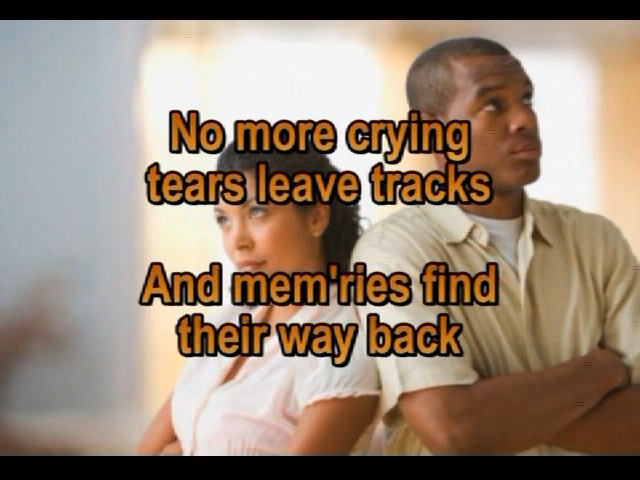 No more crying
tears leave tracks
And mem'ries find
their way back